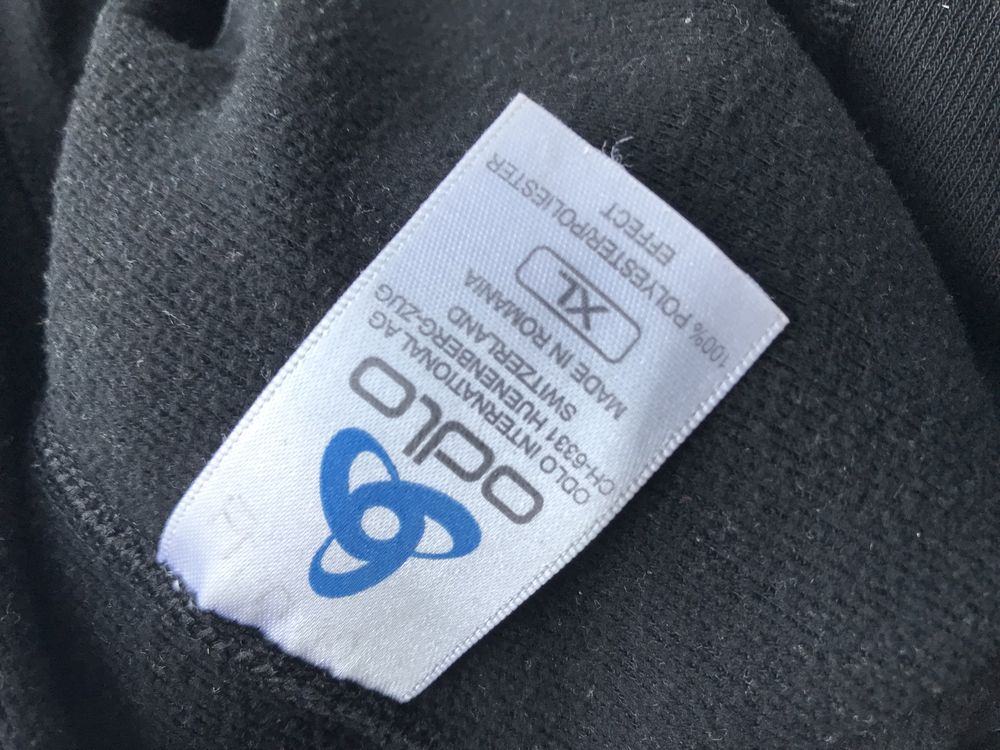 odlo
ODLO INTERNATIONAL AG
CH-6331 HUENENBERG-ZUG
SWITZERLAND
MADE IN ROMANIA
XL
100% POLYESTER/POLIESTER
EFFECT